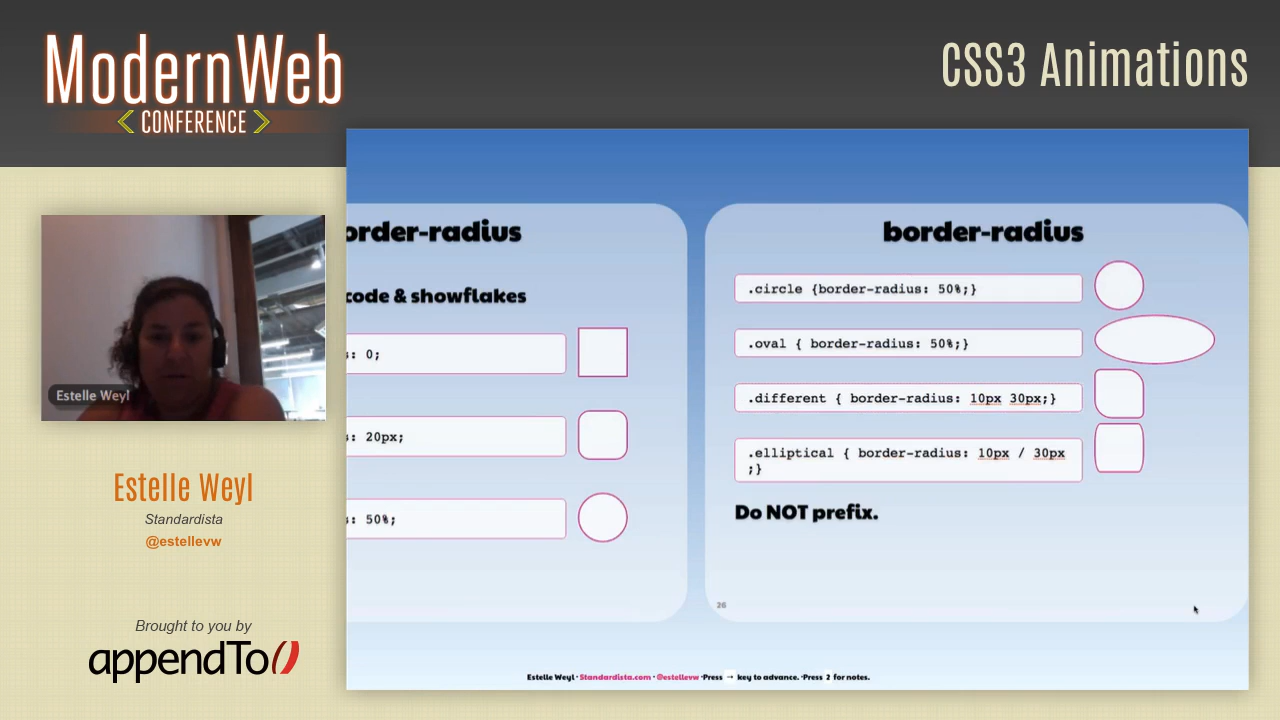 ModernWeb
CONFERENCE
CSS3 Animations
order-radius
code & showflakes
: 0;
: 20px;
: 50%;
border-radius
.circle {border-radius: 50%;}
.oval { border-radius: 50%;}
.different { border-radius: 10px 30px;}
.elliptical { border-radius: 10px / 30px
;}
Do NOT prefix.
26
Estelle Weyl · Standardista.com · @estellevw ·Press → key to advance. ·Press 2 for notes.
Estelle Weyl
Estelle Weyl
Standardista
@estellevw
Brought to you by
appendTo()